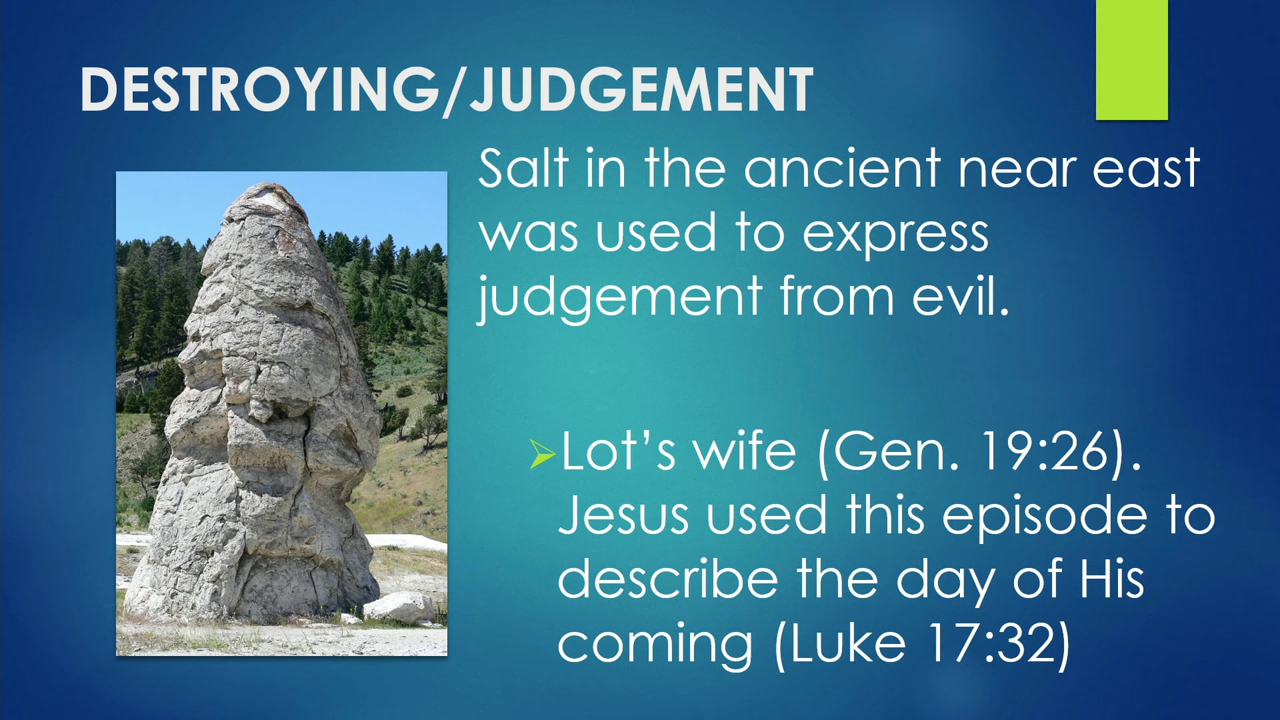 DESTROYING/JUDGEMENT
Salt in the ancient near east
was used to express
judgement from evil.
Lot’s wife (Gen. 19:26).
Jesus used this episode to
describe the day of His
coming (Luke 17:32)